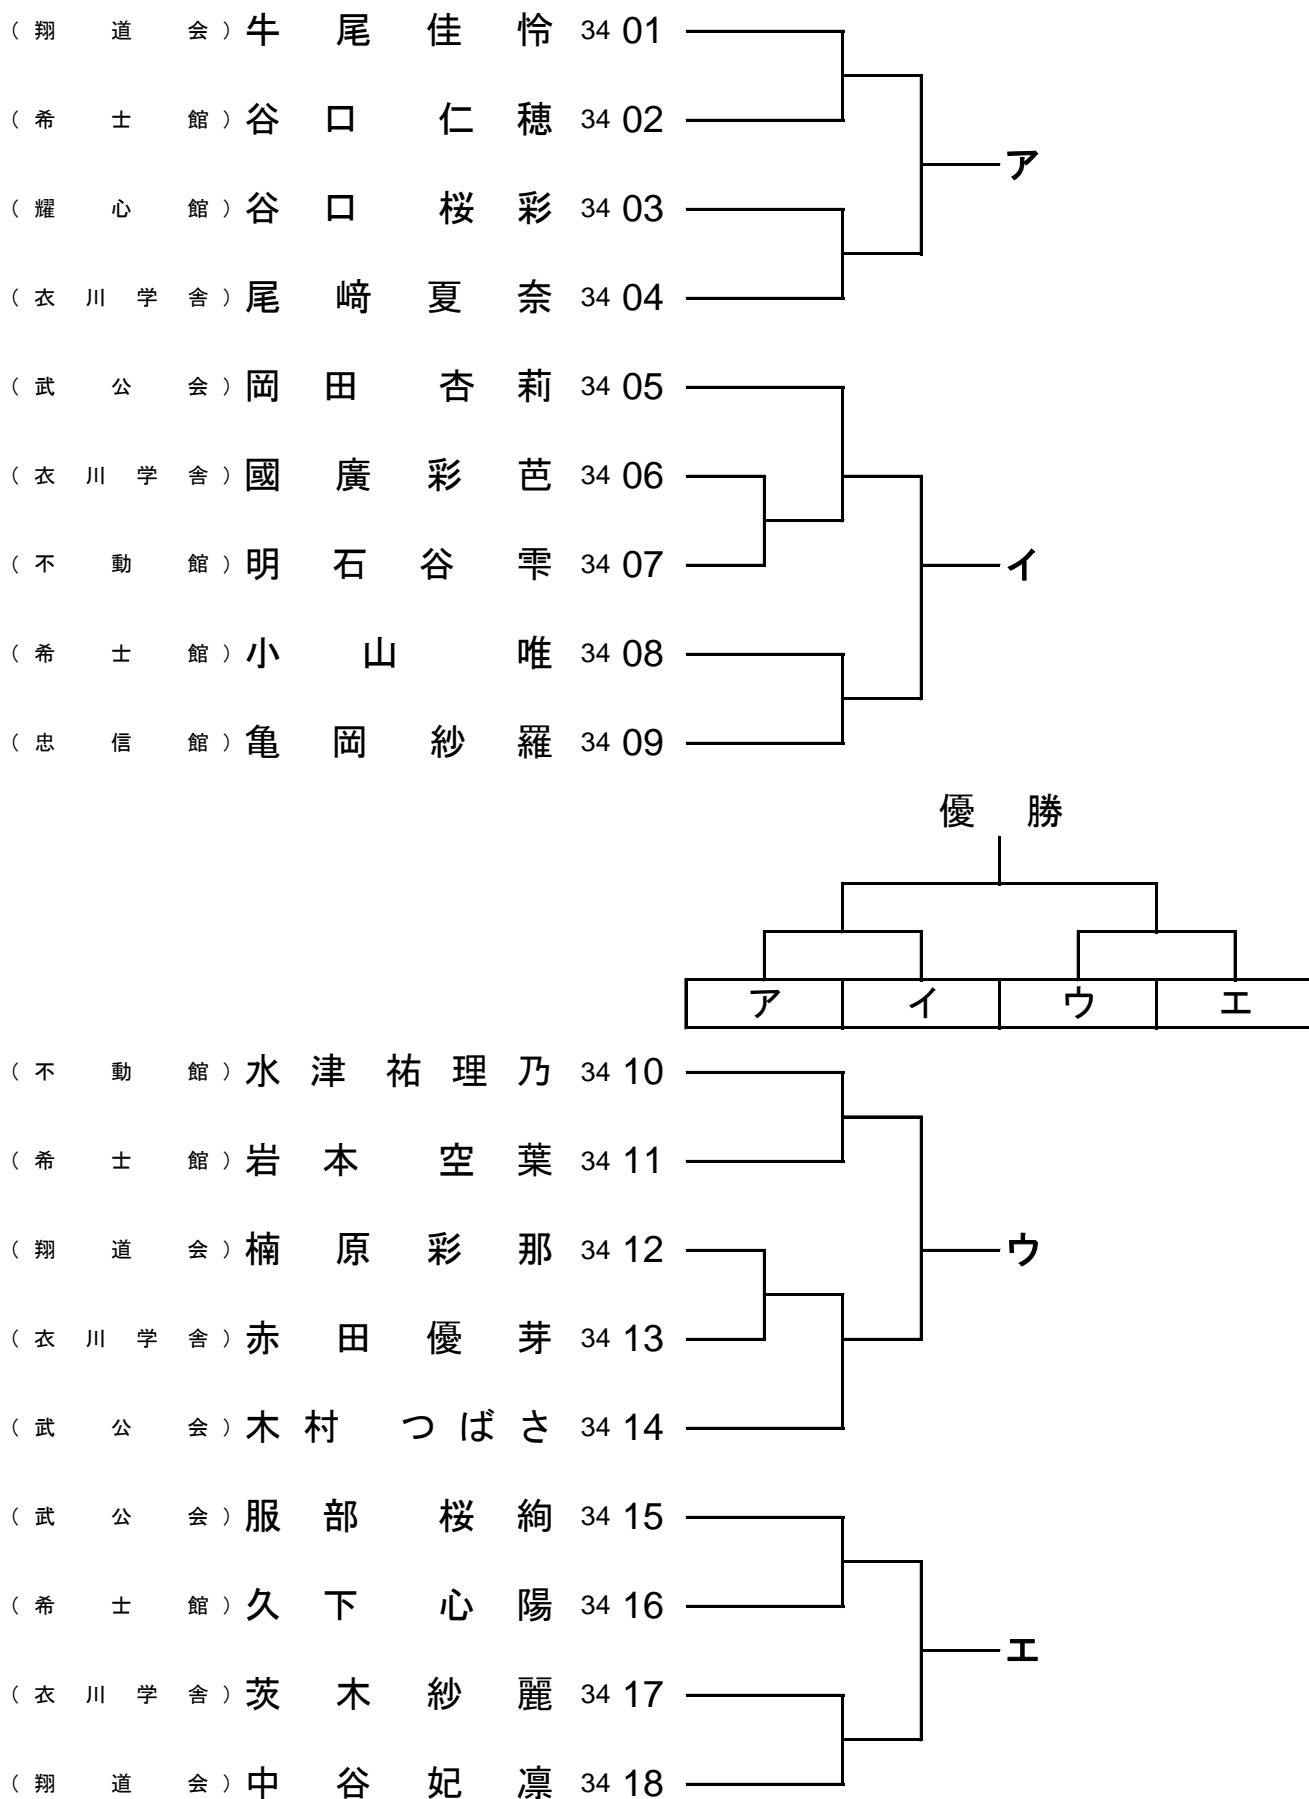 （翔道会）牛尾佳怜 34 01
（希士館）谷口仁穂 34 02
ア
（耀心館）谷口桜彩 34 03
（衣川学舎）尾﨑夏奈 34 04
（武公会）岡田杏莉 34 05
（衣川学舎）國廣彩芭 34 06
（不動館）明石谷雫 34 07 イ
（希士館）小山唯 34 08
（忠信館）亀岡紗羅 34 09
優勝
ア イ ウ エ
（不動館）水津祐理乃 34 10
（希士館）岩本空葉 34 11
（翔道会）楠原彩那 34 12 ウ
（衣川学舎）赤田優芽 34 13
（武公会）木村つばさ 34 14
（武公会）服部桜絢 34 15
（希士館）久下心陽 34 16
エ
（衣川学舎）茨木紗麗 34 17
（翔道会）中谷妃凛 34 18